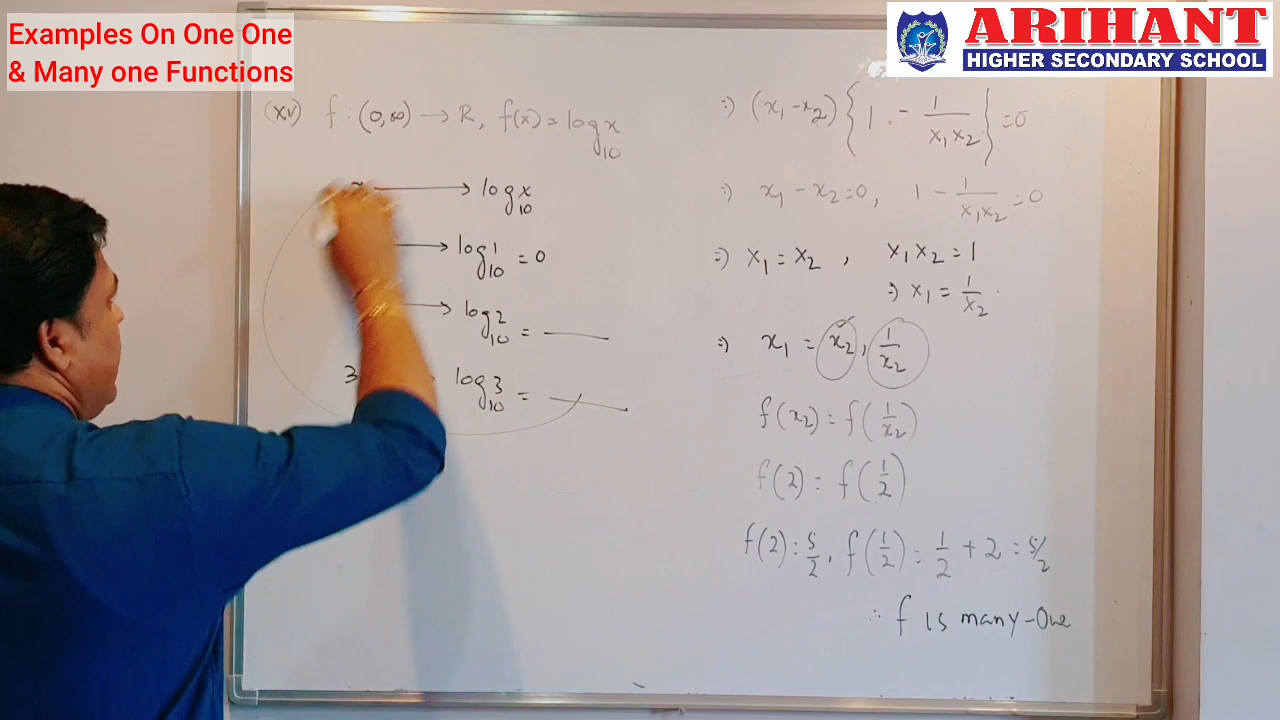 Examples On One One
& Many one Functions
ARIHANT
HIGHER SECONDARY SCHOOL
(xv) f : (0,∞) → R, f(x) = log₁₀x
x → log₁₀x
→ log₁₀1 = 0
→ log₁₀2 = —
3 log₁₀3 = —
⇒ (x₁ - x₂) { 1 - 1/(x₁x₂) } = 0
⇒ x₁ - x₂ = 0, 1 - 1/(x₁x₂) = 0
⇒ x₁ = x₂ , x₁x₂ = 1
⇒ x₁ = 1/x₂ .
⇒ x₁ = x₂, 1/x₂
f(x₂) = f(1/x₂)
f(2) = f(1/2)
f(2) = 5/2, f(1/2) = 1/2 + 2 = 5/2
∴ f is many-One